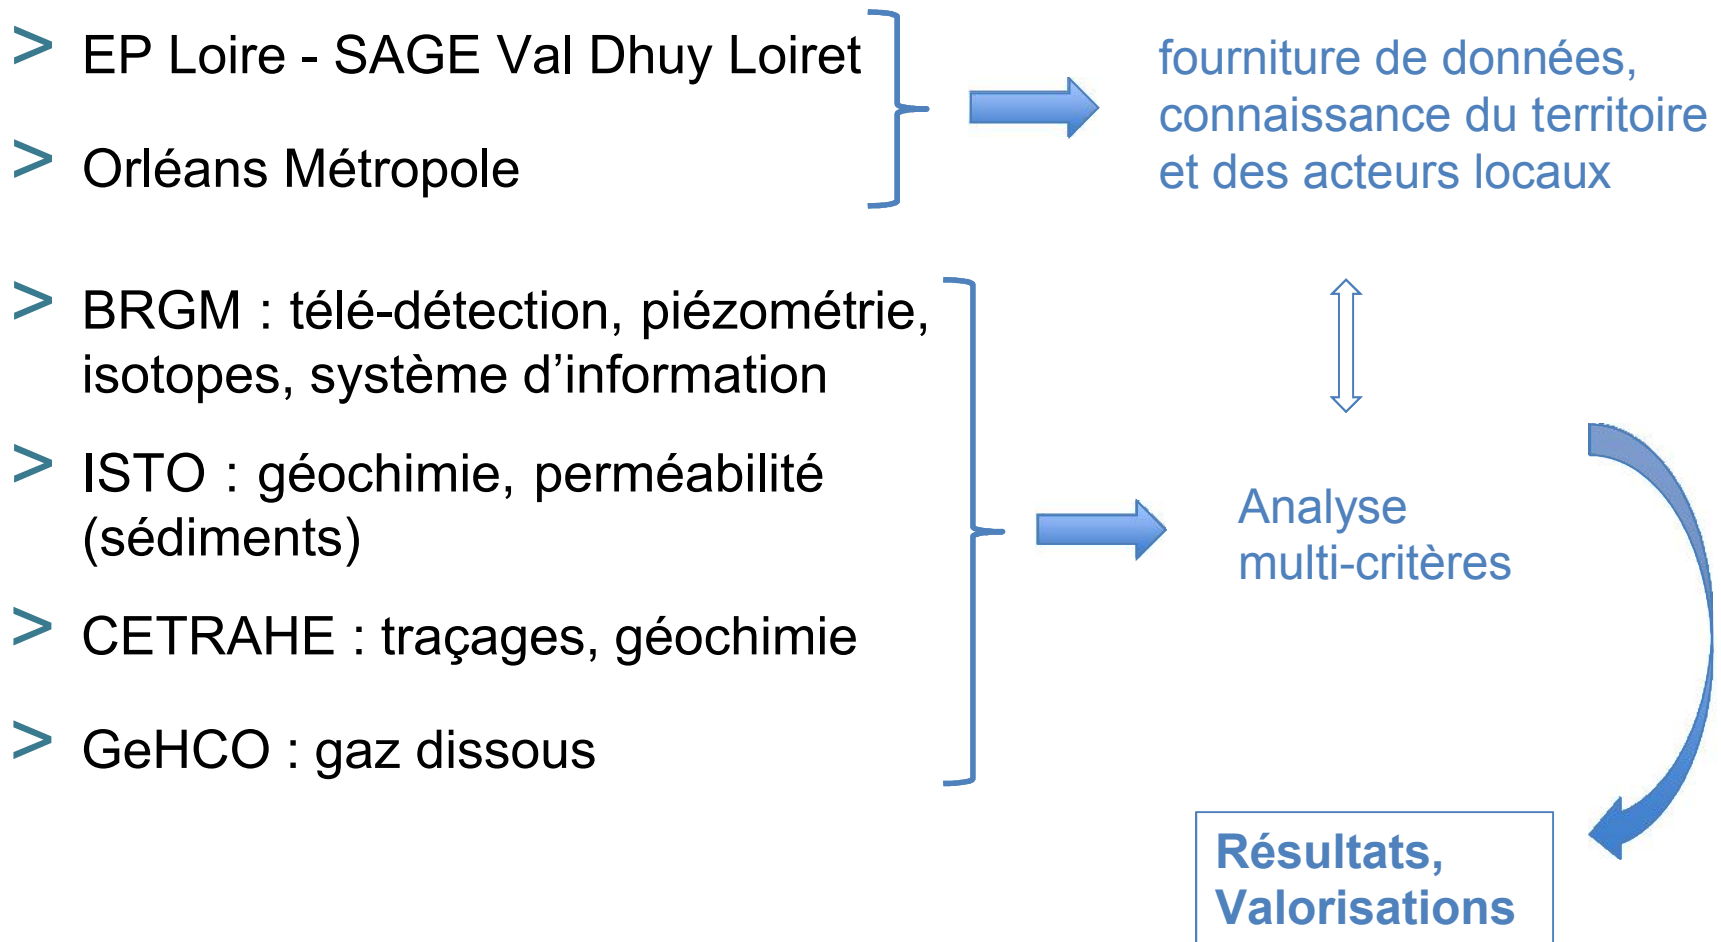 > EP Loire - SAGE Val Dhuy Loiret
> Orléans Métropole
fourniture de données,
connaissance du territoire
et des acteurs locaux
> BRGM : télé-détection, piézométrie,
isotopes, système d’information
> ISTO : géochimie, perméabilité
(sédiments)
> CETRAHE : traçages, géochimie
> GeHCO : gaz dissous
Analyse
multi-critères
Résultats,
Valorisations